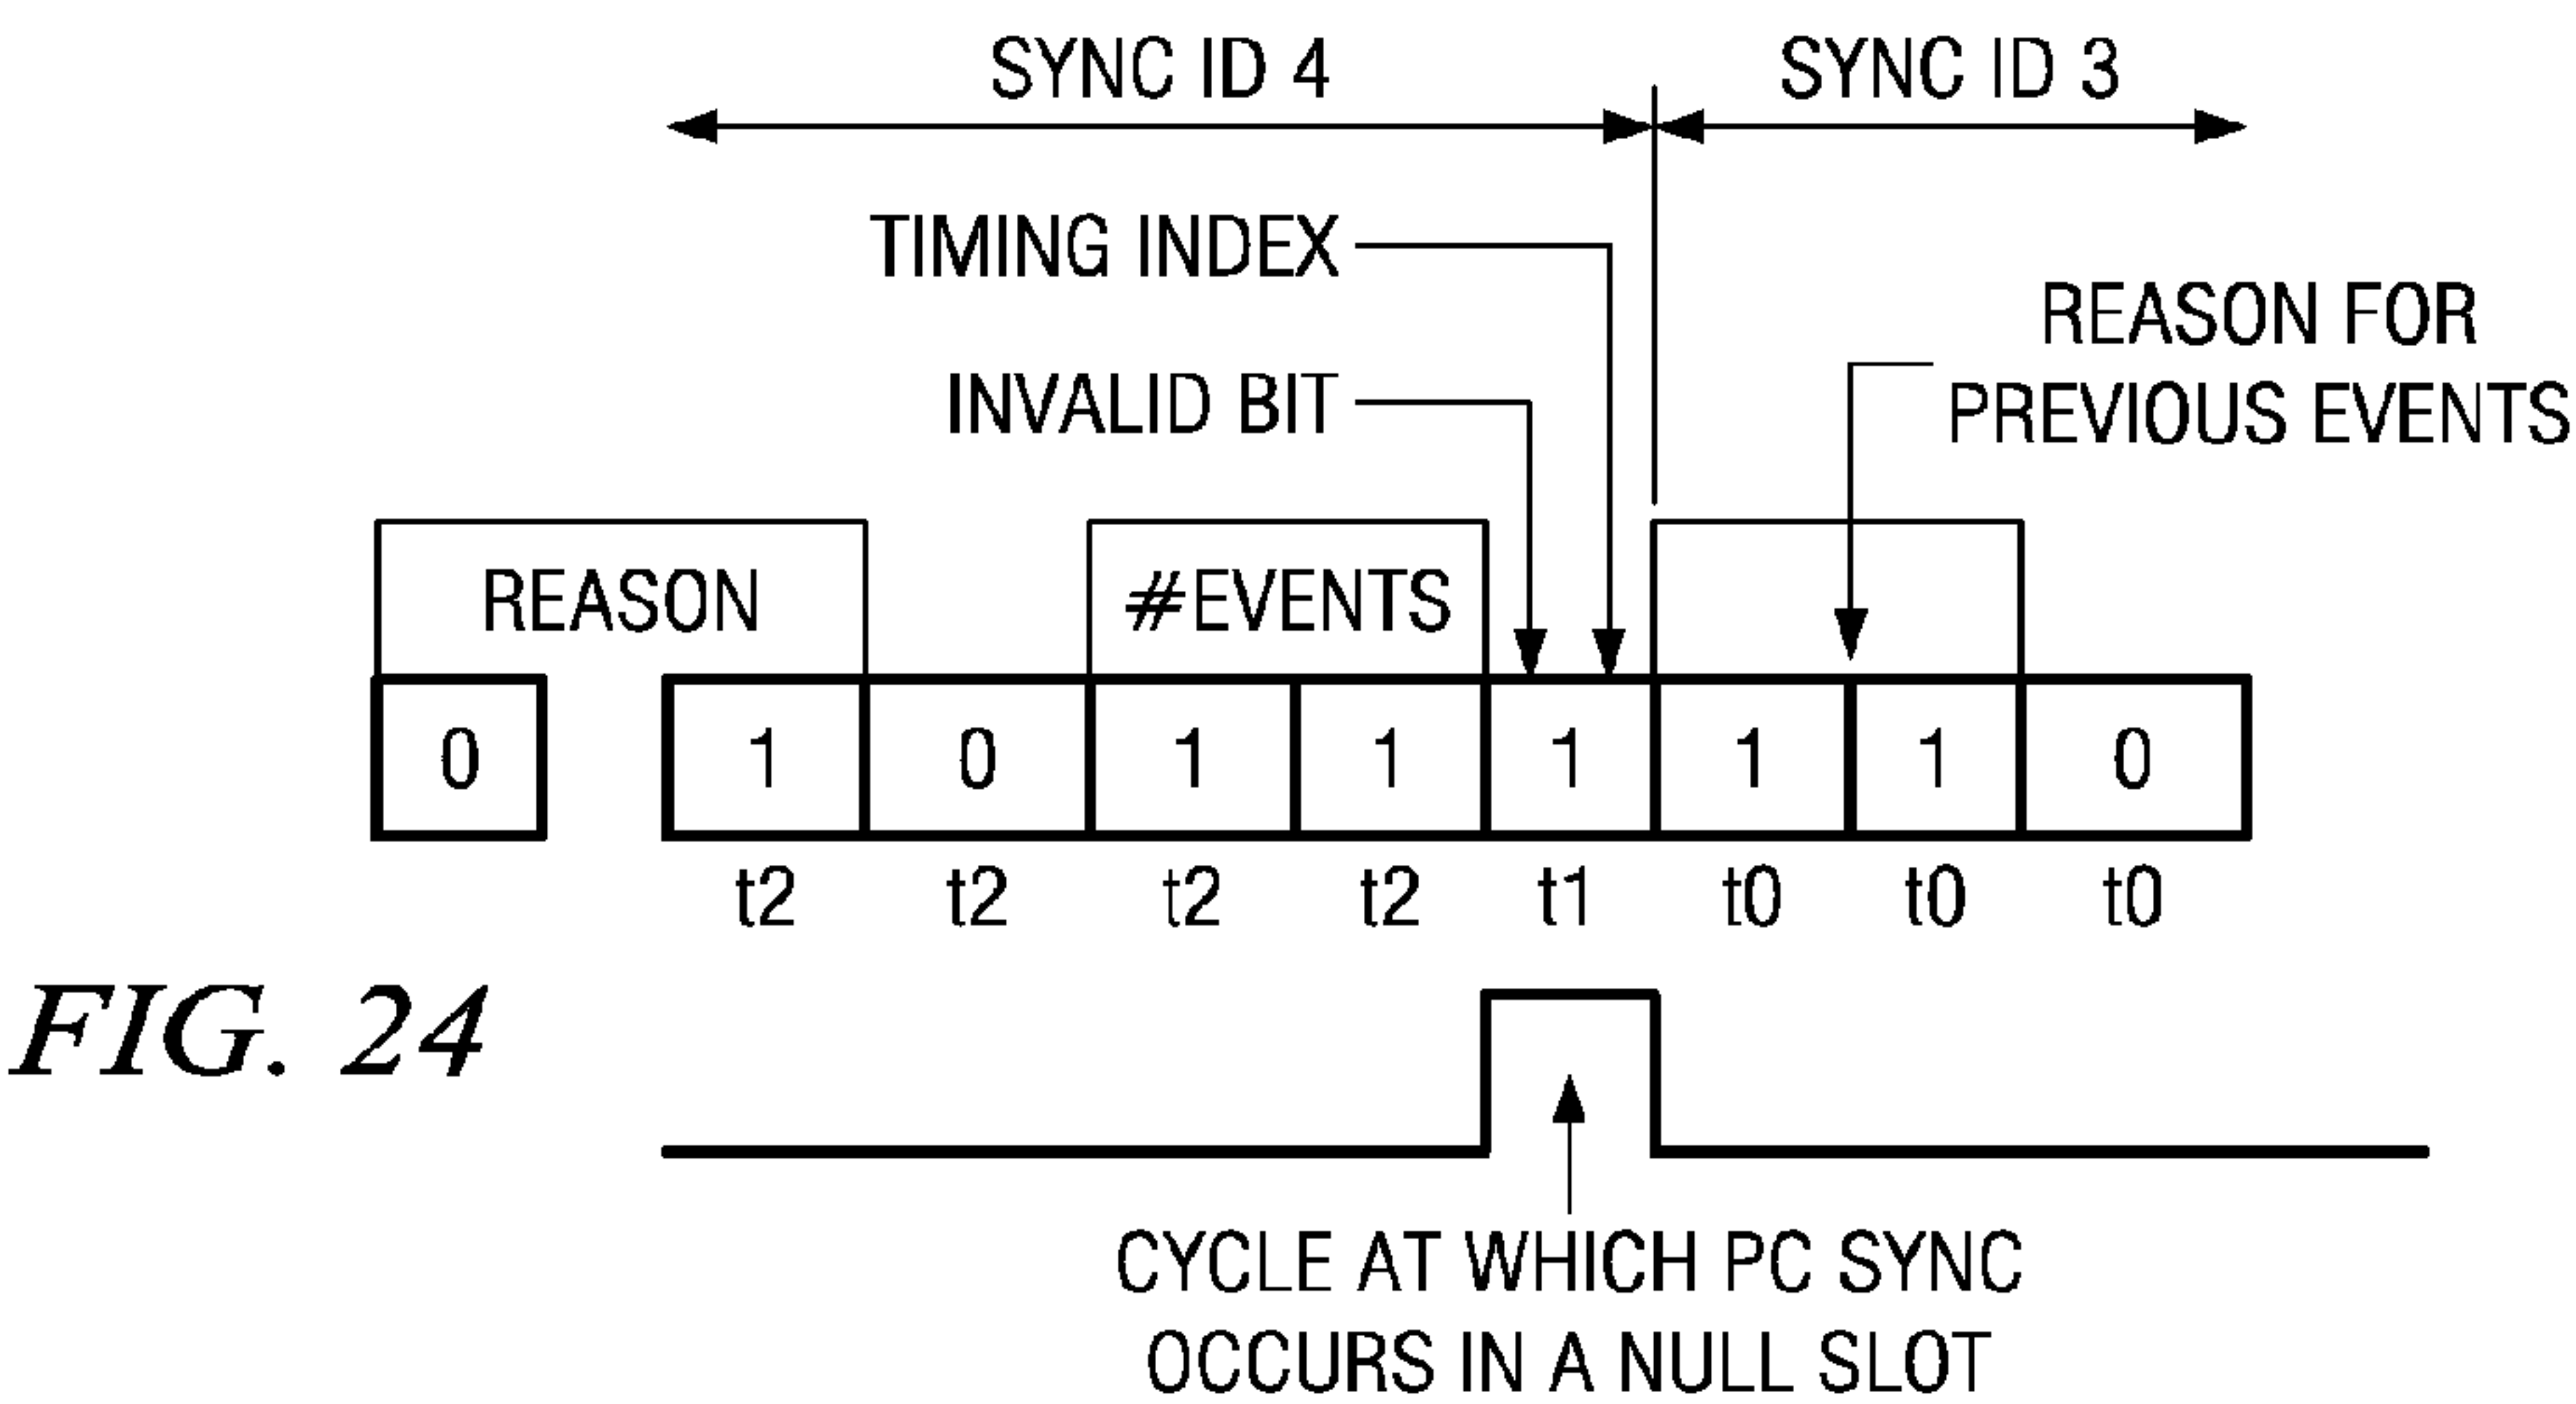 SYNC ID 4 SYNC ID 3
TIMING INDEX
REASON FOR
PREVIOUS EVENTS
INVALID BIT
REASON #EVENTS
0 1 0 1 1 1 1 1 0
t2 t2 t2 t2 t1 t0 t0 t0
FIG. 24
CYCLE AT WHICH PC SYNC
OCCURS IN A NULL SLOT